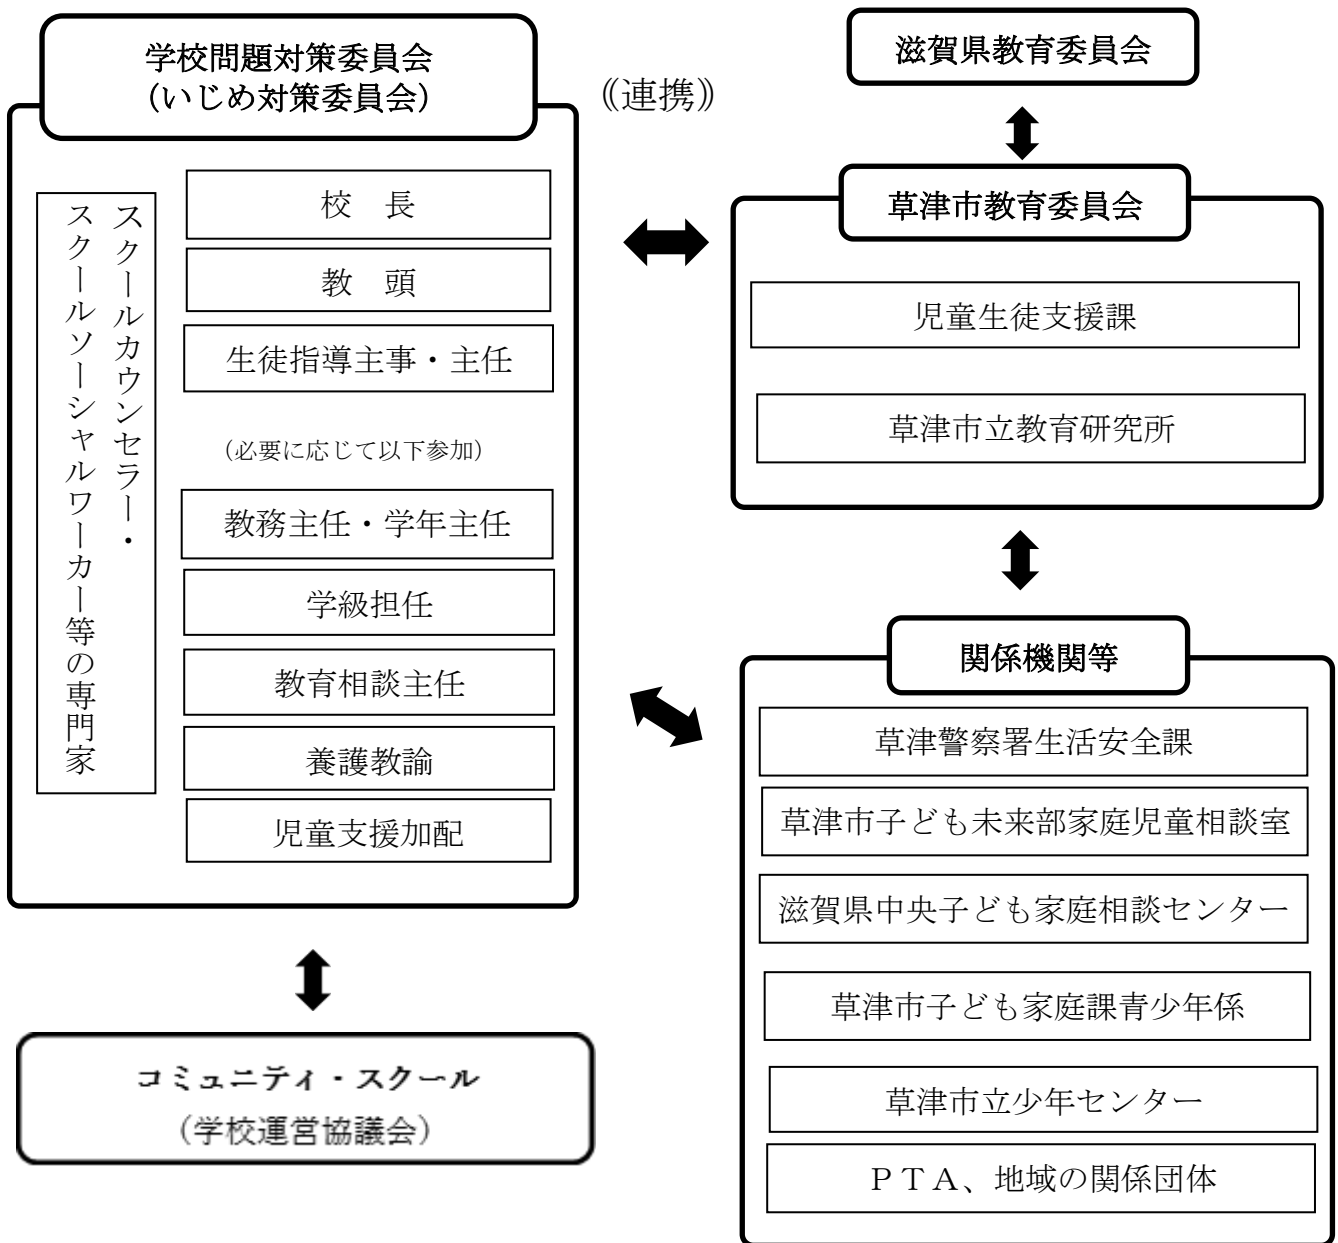 学校問題対策委員会
（いじめ対策委員会）
スクールカウンセラー・
スクールソーシャルワーカー等の専門家
校　長
教　頭
生徒指導主事・主任
（必要に応じて以下参加）
教務主任・学年主任
学級担任
教育相談主任
養護教諭
児童支援加配
コミュニティ・スクール
（学校運営協議会）
《連携》
滋賀県教育委員会
草津市教育委員会
児童生徒支援課
草津市立教育研究所
関係機関等
草津警察署生活安全課
草津市子ども未来部家庭児童相談室
滋賀県中央子ども家庭相談センター
草津市子ども家庭課青少年係
草津市立少年センター
ＰＴＡ、地域の関係団体